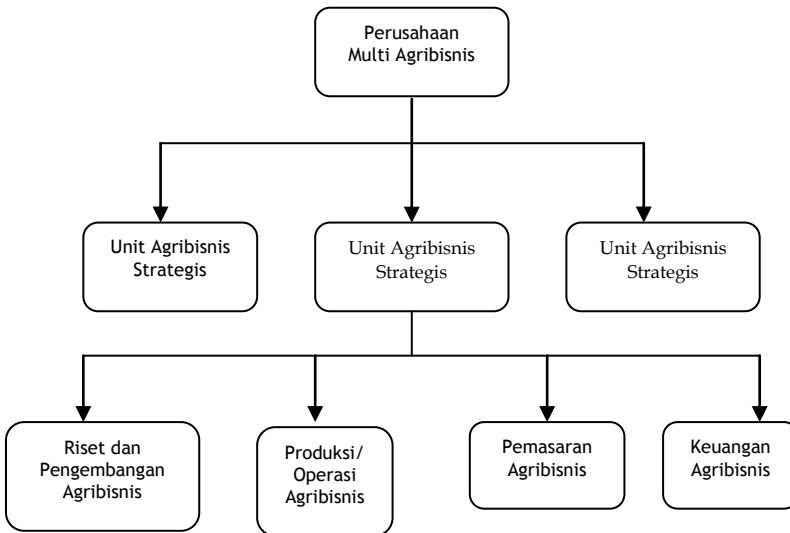 Perusahaan
Multi Agribisnis
Unit Agribisnis
Strategis
Unit Agribisnis
Strategis
Unit Agribisnis
Strategis
Riset dan
Pengembangan
Agribisnis
Produksi/
Operasi
Agribisnis
Pemasaran
Agribisnis
Keuangan
Agribisnis